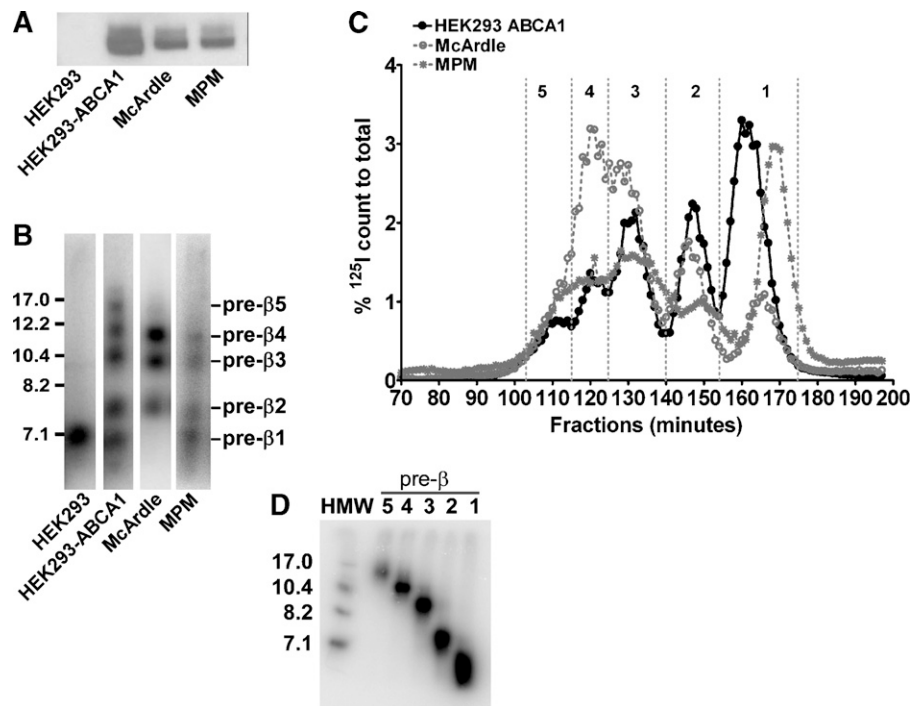 A
HEK293
HEK293-ABCA1
McArdle
MPM
B
17.0
12.2
10.4
8.2
7.1
pre-β5
pre-β4
pre-β3
pre-β2
pre-β1
HEK293
HEK293-ABCA1
McArdle
MPM
C
HEK293 ABCA1
McArdle
MPM
5 4 3 2 1
% 125I count to total
4
3
2
1
0
70 80 90 100 110 120 130 140 150 160 170 180 190 200
Fractions (minutes)
D
pre-β
HMW 5 4 3 2 1
17.0
10.4
8.2
7.1